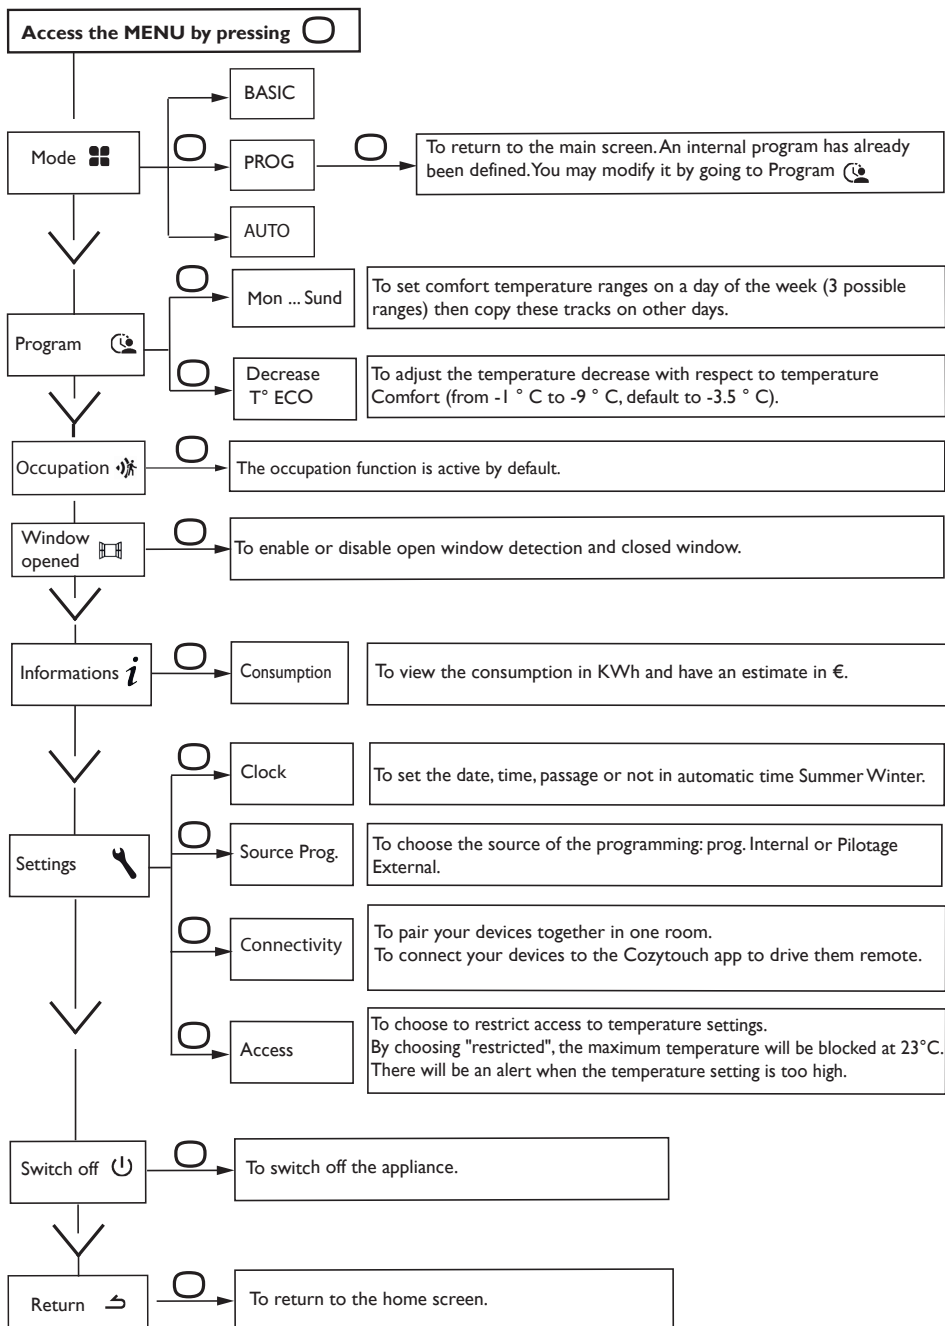 Access the MENU by pressing
BASIC
Mode
PROG
To return to the main screen. An internal program has already
been defined. You may modify it by going to Program
AUTO
Program
Mon ... Sund
To set comfort temperature ranges on a day of the week (3 possible
ranges) then copy these tracks on other days.
Decrease
T° ECO
To adjust the temperature decrease with respect to temperature
Comfort (from -1 ° C to -9 ° C, default to -3.5 ° C).
Occupation
The occupation function is active by default.
Window
opened
To enable or disable open window detection and closed window.
Informations i
Consumption
To view the consumption in KWh and have an estimate in €.
Settings
Clock
To set the date, time, passage or not in automatic time Summer Winter.
Source Prog.
To choose the source of the programming: prog. Internal or Pilotage
External.
Connectivity
To pair your devices together in one room.
To connect your devices to the Cozytouch app to drive them remote.
Access
To choose to restrict access to temperature settings.
By choosing "restricted", the maximum temperature will be blocked at 23°C.
There will be an alert when the temperature setting is too high.
Switch off
To switch off the appliance.
Return
To return to the home screen.